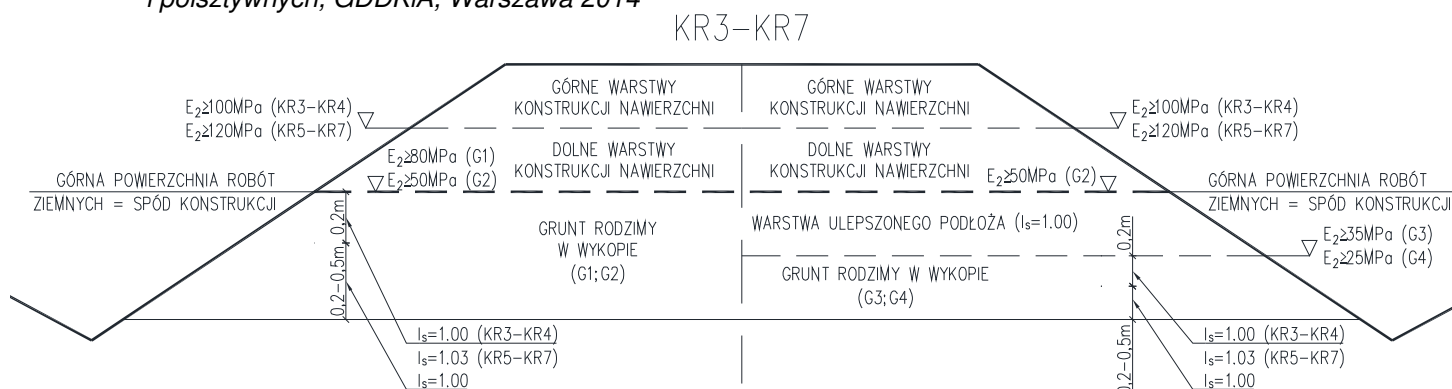 i półsztywnych, GDDKiA, Warszawa 2014
KR3-KR7
GÓRNE WARSTWY
KONSTRUKCJI NAWIERZCHNI
GÓRNE WARSTWY
KONSTRUKCJI NAWIERZCHNI
E₂≥100MPa (KR3-KR4)
E₂≥120MPa (KR5-KR7)
E₂≥100MPa (KR3-KR4)
E₂≥120MPa (KR5-KR7)
E₂≥80MPa (G1)
E₂≥50MPa (G2)
DOLNE WARSTWY
KONSTRUKCJI NAWIERZCHNI
DOLNE WARSTWY
KONSTRUKCJI NAWIERZCHNI
E₂≥50MPa (G2)
GÓRNA POWIERZCHNIA ROBÓT
ZIEMNYCH = SPÓD KONSTRUKCJI
GÓRNA POWIERZCHNIA ROBÓT
ZIEMNYCH = SPÓD KONSTRUKCJI
0,2m
0,2-0,5m
GRUNT RODZIMY
W WYKOPIE
(G1;G2)
WARSTWA ULEPSZONEGO PODŁOŻA (Iₛ=1.00)
0,2m
E₂≥35MPa (G3)
E₂≥25MPa (G4)
GRUNT RODZIMY W WYKOPIE
(G3;G4)
0,2-0,5m
Iₛ=1.00 (KR3-KR4)
Iₛ=1.03 (KR5-KR7)
Iₛ=1.00
Iₛ=1.00 (KR3-KR4)
Iₛ=1.03 (KR5-KR7)
Iₛ=1.00